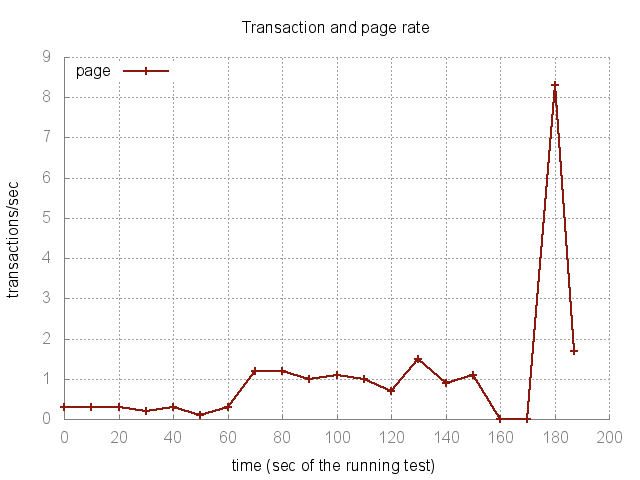 Transaction and page rate
page
9
8
7
6
5
4
3
2
1
0
transactions/sec
0 20 40 60 80 100 120 140 160 180 200
time (sec of the running test)